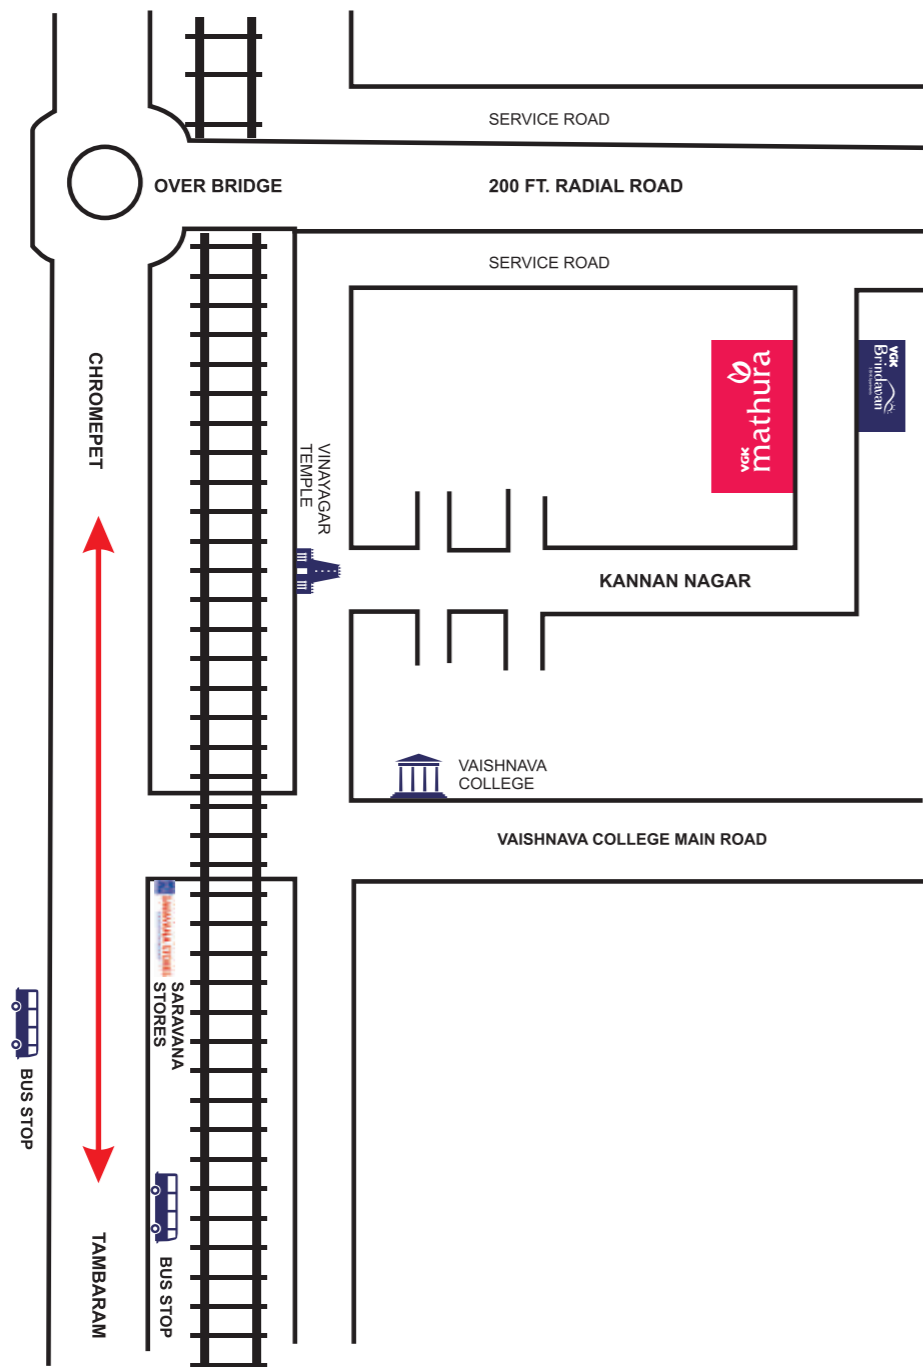 SERVICE ROAD
OVER BRIDGE
200 FT. RADIAL ROAD
SERVICE ROAD
CHROMEPET
VGK
mathura
VGK
Brindavan
VINAYAGAR
TEMPLE
KANNAN NAGAR
VAISHNAVA
COLLEGE
VAISHNAVA COLLEGE MAIN ROAD
SARAVANA
STORES
BUS STOP
BUS STOP
TAMBARAM